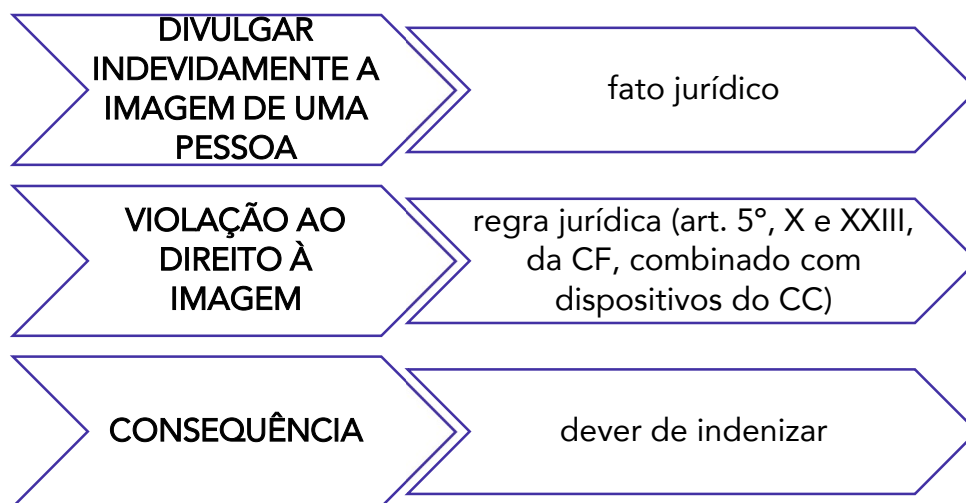 DIVULGAR
INDEVIDAMENTE A
IMAGEM DE UMA
PESSOA
fato jurídico
VIOLAÇÃO AO
DIREITO À
IMAGEM
regra jurídica (art. 5º, X e XXIII,
da CF, combinado com
dispositivos do CC)
CONSEQUÊNCIA
dever de indenizar